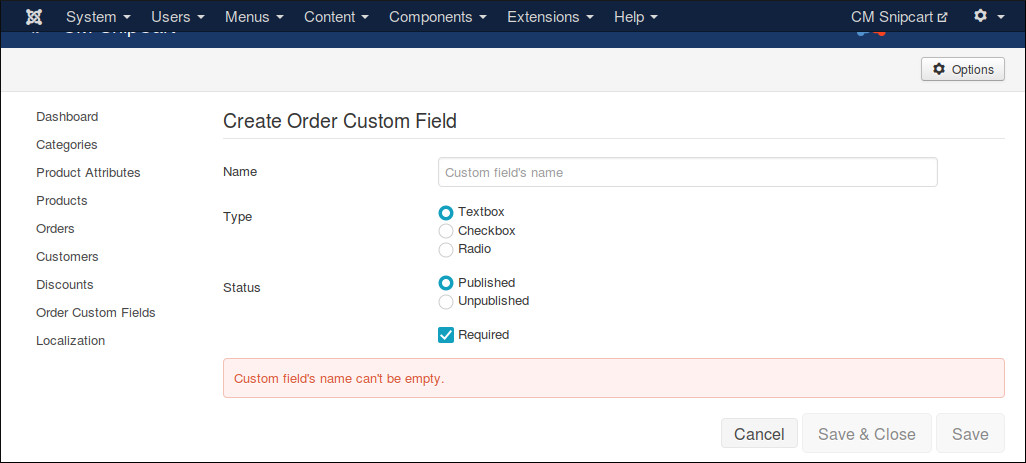 System Users Menus Content Components Extensions Help CM Snipcart
CM Snipcart
Options
Dashboard
Categories
Product Attributes
Products
Orders
Customers
Discounts
Order Custom Fields
Localization
Create Order Custom Field
Name Custom field's name
Type Textbox
Checkbox
Radio
Status Published
Unpublished
Required
Custom field's name can't be empty.
Cancel Save & Close Save